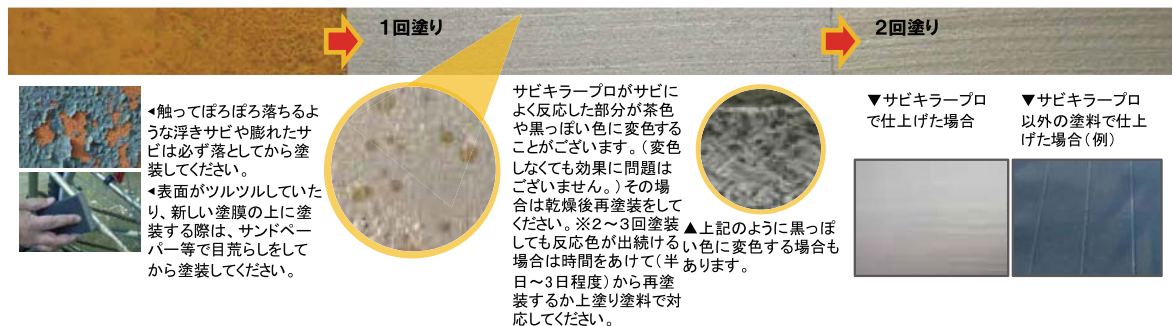 1回塗り
2回塗り
◂触ってぽろぽろ落ちるよ
うな浮きサビや膨れたサ
ビは必ず落としてから塗
装してください。
◂表面がツルツルしていた
り、新しい塗膜の上に塗
装する際は、サンドペー
パー等で目荒らしをして
から塗装してください。
サビキラープロがサビに
よく反応した部分が茶色
や黒っぽい色に変色する
ことがございます。（変色
しなくても効果に問題は
ございません。）その場
合は乾燥後再塗装をして
ください。※2～3回塗装
しても反応色が出続ける
場合は時間をあけて（半
日～3日程度）から再塗
装するか上塗り塗料で対
応してください。
▲上記のように黒っぽ
い色に変色する場合も
あります。
▼サビキラープロ
で仕上げた場合
▼サビキラープロ
以外の塗料で仕上
げた場合（例）